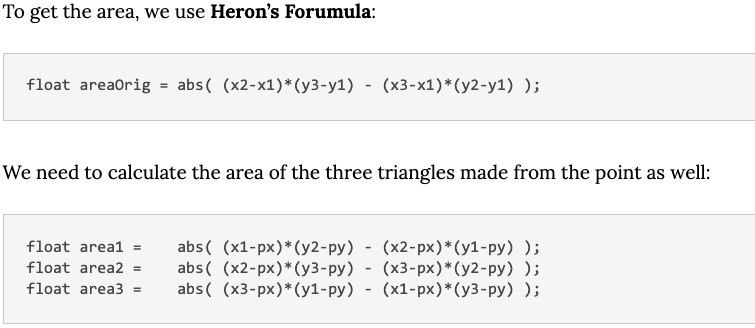 To get the area, we use Heron’s Forumula:
float areaOrig = abs( (x2-x1)*(y3-y1) - (x3-x1)*(y2-y1) );
We need to calculate the area of the three triangles made from the point as well:
float area1 =    abs( (x1-px)*(y2-py) - (x2-px)*(y1-py) );
float area2 =    abs( (x2-px)*(y3-py) - (x3-px)*(y2-py) );
float area3 =    abs( (x3-px)*(y1-py) - (x1-px)*(y3-py) );